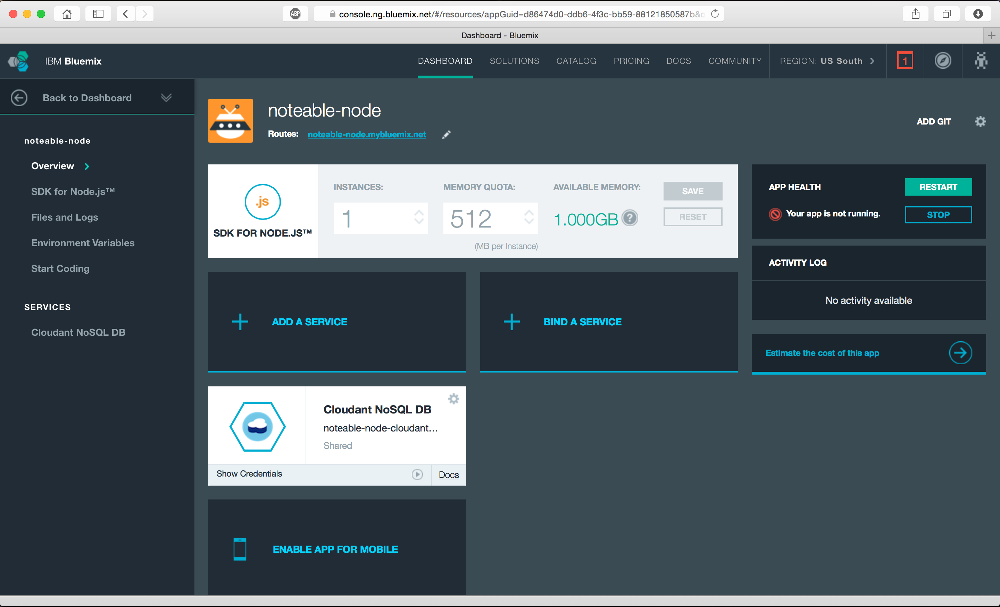 ABP
console.ng.bluemix.net/#/resources/appGuid=d86474d0-ddb6-4f3c-bb59-88121850587b&
Dashboard - Bluemix
IBM Bluemix
DASHBOARD
SOLUTIONS
CATALOG
PRICING
DOCS
COMMUNITY
REGION: US South
1
Back to Dashboard
noteable-node
Overview
SDK for Node.js™
Files and Logs
Environment Variables
Start Coding
SERVICES
Cloudant NoSQL DB
noteable-node
Routes: noteable-node.mybluemix.net
ADD GIT
.js
SDK FOR NODE.JS™
INSTANCES:
1
MEMORY QUOTA:
512
(MB per Instance)
AVAILABLE MEMORY:
1.000GB
?
SAVE
RESET
APP HEALTH
RESTART
Your app is not running.
STOP
ACTIVITY LOG
No activity available
Estimate the cost of this app
ADD A SERVICE
BIND A SERVICE
Cloudant NoSQL DB
noteable-node-cloudant...
Shared
Show Credentials
Docs
ENABLE APP FOR MOBILE